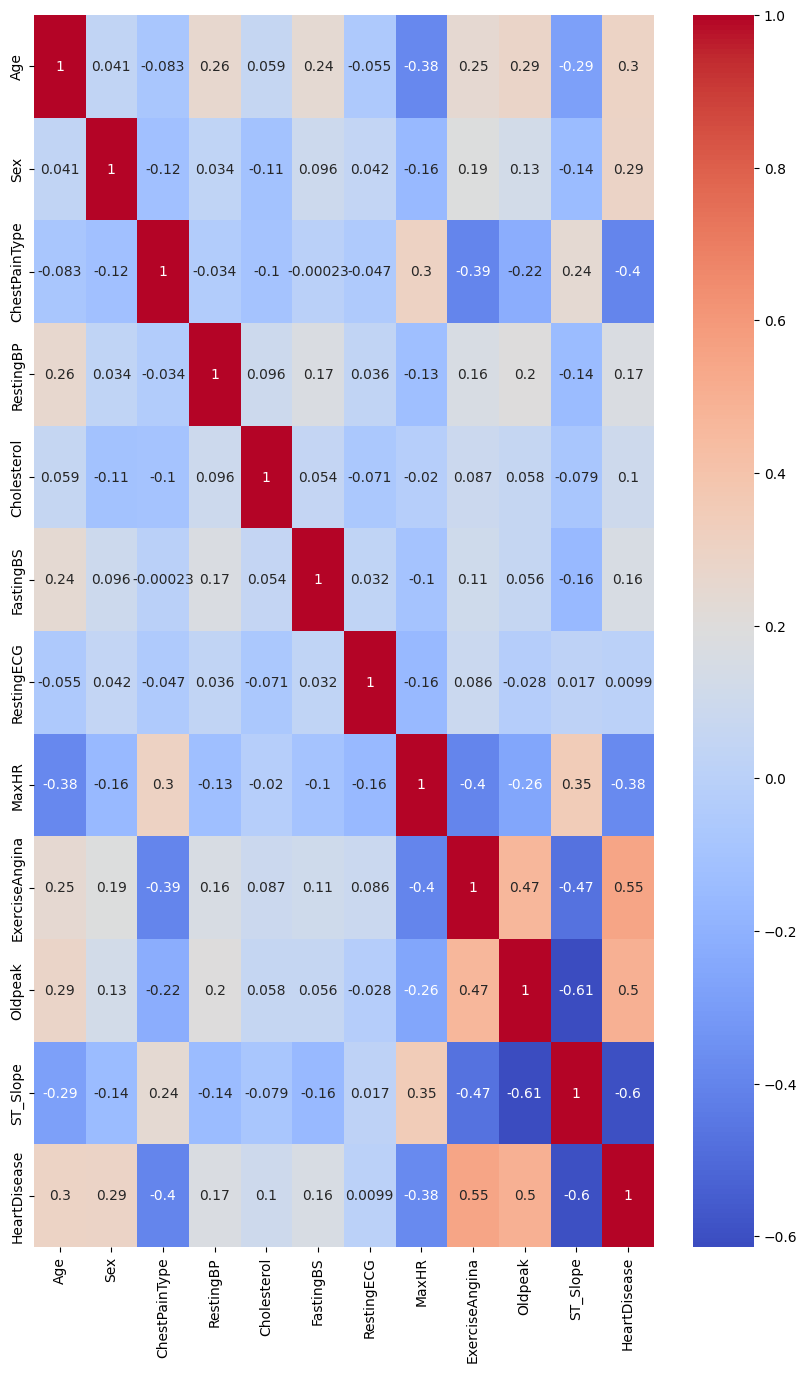 Age 1 0.041 -0.083 0.26 0.059 0.24 -0.055 -0.38 0.25 0.29 -0.29 0.3
Sex 0.041 1 -0.12 0.034 -0.11 0.096 0.042 -0.16 0.19 0.13 -0.14 0.29
ChestPainType -0.083 -0.12 1 -0.034 -0.1 -0.00023 -0.047 0.3 -0.39 -0.22 0.24 -0.4
RestingBP 0.26 0.034 -0.034 1 0.096 0.17 0.036 -0.13 0.16 0.2 -0.14 0.17
Cholesterol 0.059 -0.11 -0.1 0.096 1 0.054 -0.071 -0.02 0.087 0.058 -0.079 0.1
FastingBS 0.24 0.096 -0.00023 0.17 0.054 1 0.032 -0.1 0.11 0.056 -0.16 0.16
RestingECG -0.055 0.042 -0.047 0.036 -0.071 0.032 1 -0.16 0.086 -0.028 0.017 0.0099
MaxHR -0.38 -0.16 0.3 -0.13 -0.02 -0.1 -0.16 1 -0.4 -0.26 0.35 -0.38
ExerciseAngina 0.25 0.19 -0.39 0.16 0.087 0.11 0.086 -0.4 1 0.47 -0.47 0.55
Oldpeak 0.29 0.13 -0.22 0.2 0.058 0.056 -0.028 -0.26 0.47 1 -0.61 0.5
ST_Slope -0.29 -0.14 0.24 -0.14 -0.079 -0.16 0.017 0.35 -0.47 -0.61 1 -0.6
HeartDisease 0.3 0.29 -0.4 0.17 0.1 0.16 0.0099 -0.38 0.55 0.5 -0.6 1
Age Sex ChestPainType RestingBP Cholesterol FastingBS RestingECG MaxHR ExerciseAngina Oldpeak ST_Slope HeartDisease
1.0
0.8
0.6
0.4
0.2
0.0
−0.2
−0.4
−0.6